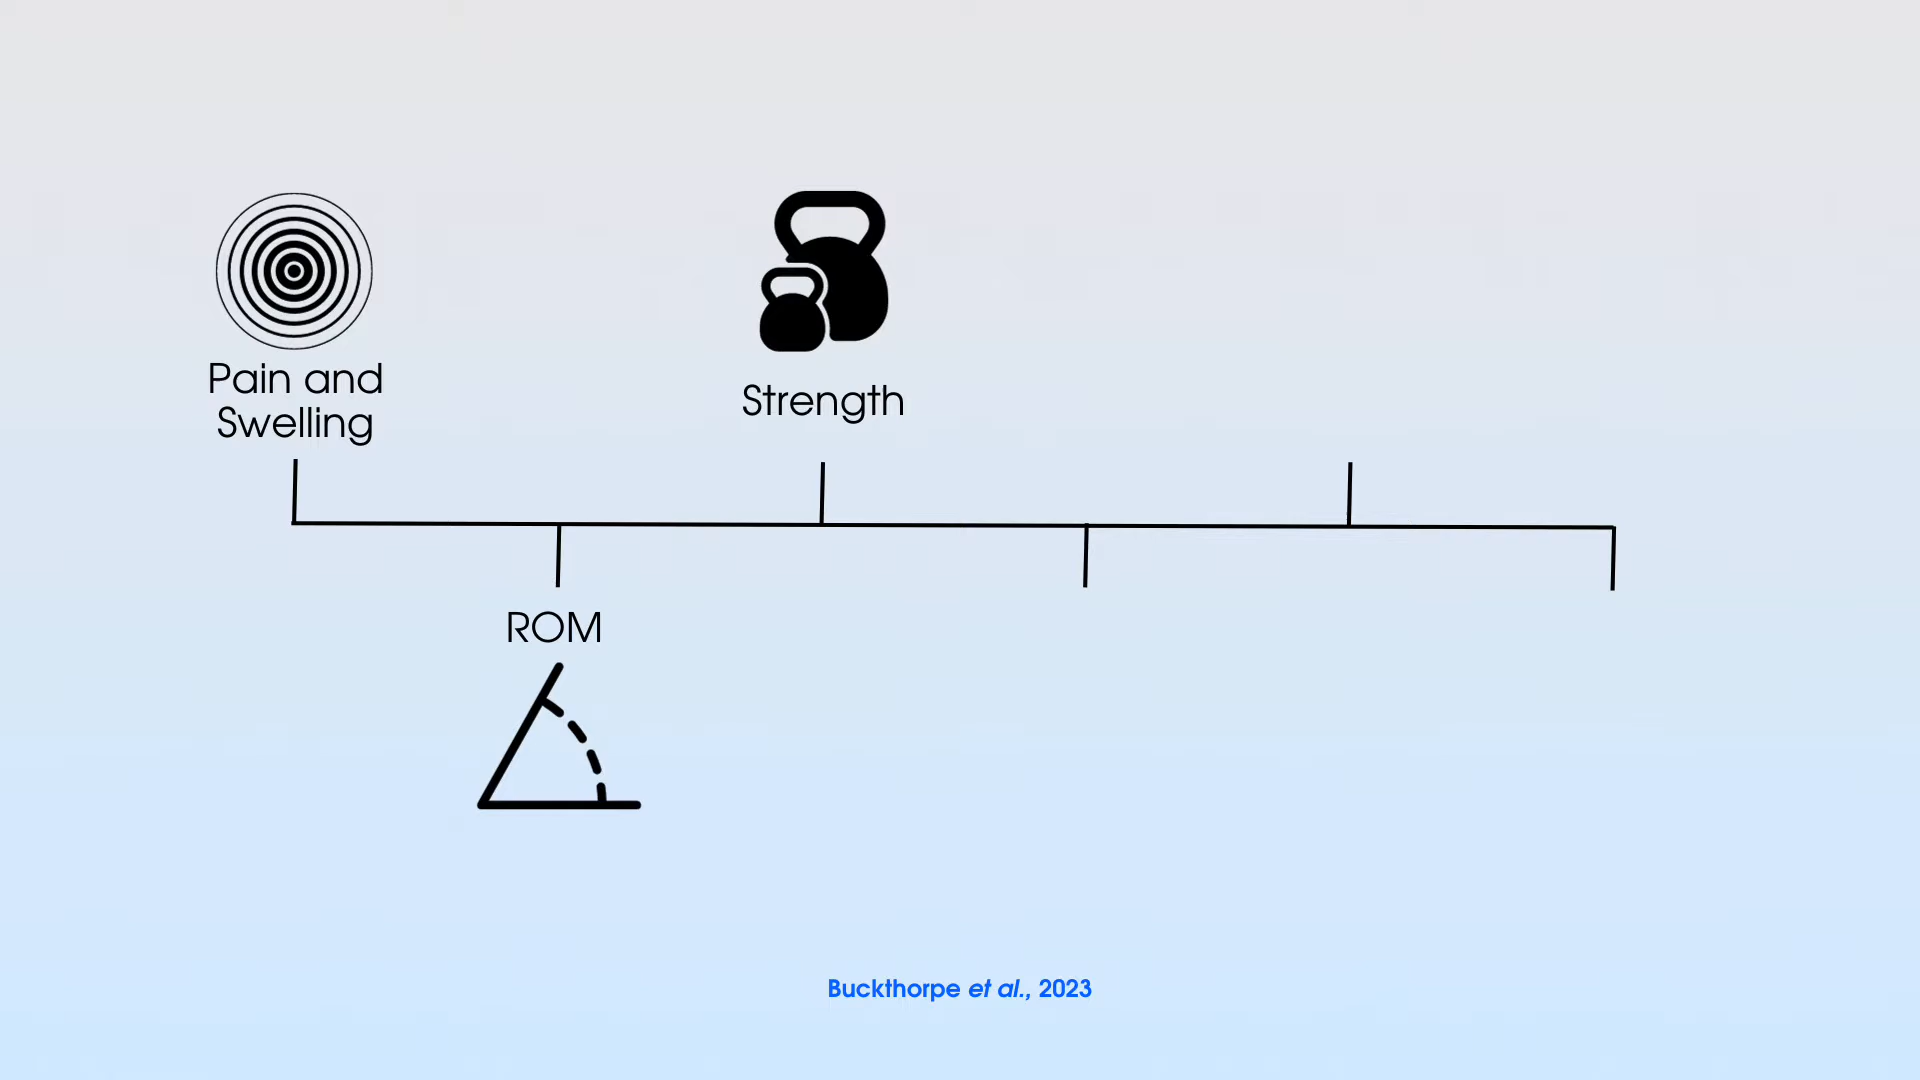 Pain and
Swelling
Strength
ROM
Buckthorpe et al., 2023